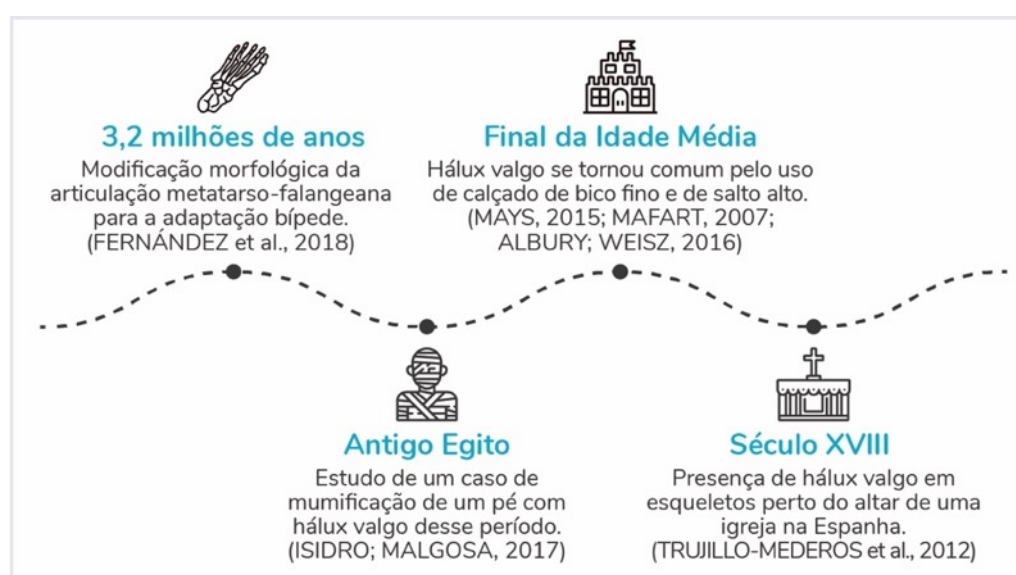 3,2 milhões de anos
Modificação morfológica da
articulação metatarso-falangeana
para a adaptação bípede.
(FERNÁNDEZ et al., 2018)
Antigo Egito
Estudo de um caso de
mumificação de um pé com
hálux valgo desse período.
(ISIDRO; MALGOSA, 2017)
Final da Idade Média
Hálux valgo se tornou comum pelo uso
de calçado de bico fino e de salto alto.
(MAYS, 2015; MAFART, 2007;
ALBURY; WEISZ, 2016)
Século XVIII
Presença de hálux valgo em
esqueletos perto do altar de uma
igreja na Espanha.
(TRUJILLO-MEDEROS et al., 2012)